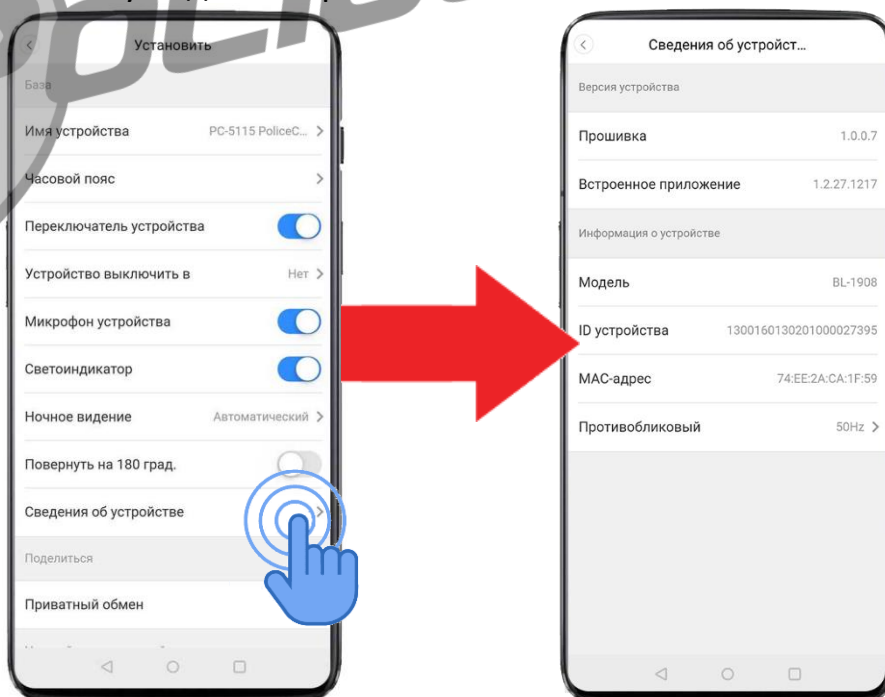 Установить
База
Имя устройства PC-5115 PoliceC...
Часовой пояс
Переключатель устройства
Устройство выключить в Нет
Микрофон устройства
Светоиндикатор
Ночное видение Автоматический
Повернуть на 180 град.
Сведения об устройстве
Поделиться
Приватный обмен
Сведения об устройст...
Версия устройства
Прошивка 1.0.0.7
Встроенное приложение 1.2.27.1217
Информация о устройстве
Модель BL-1908
ID устройства 1300160130201000027395
MAC-адрес 74:EE:2A:CA:1F:59
Противобликовый 50Hz